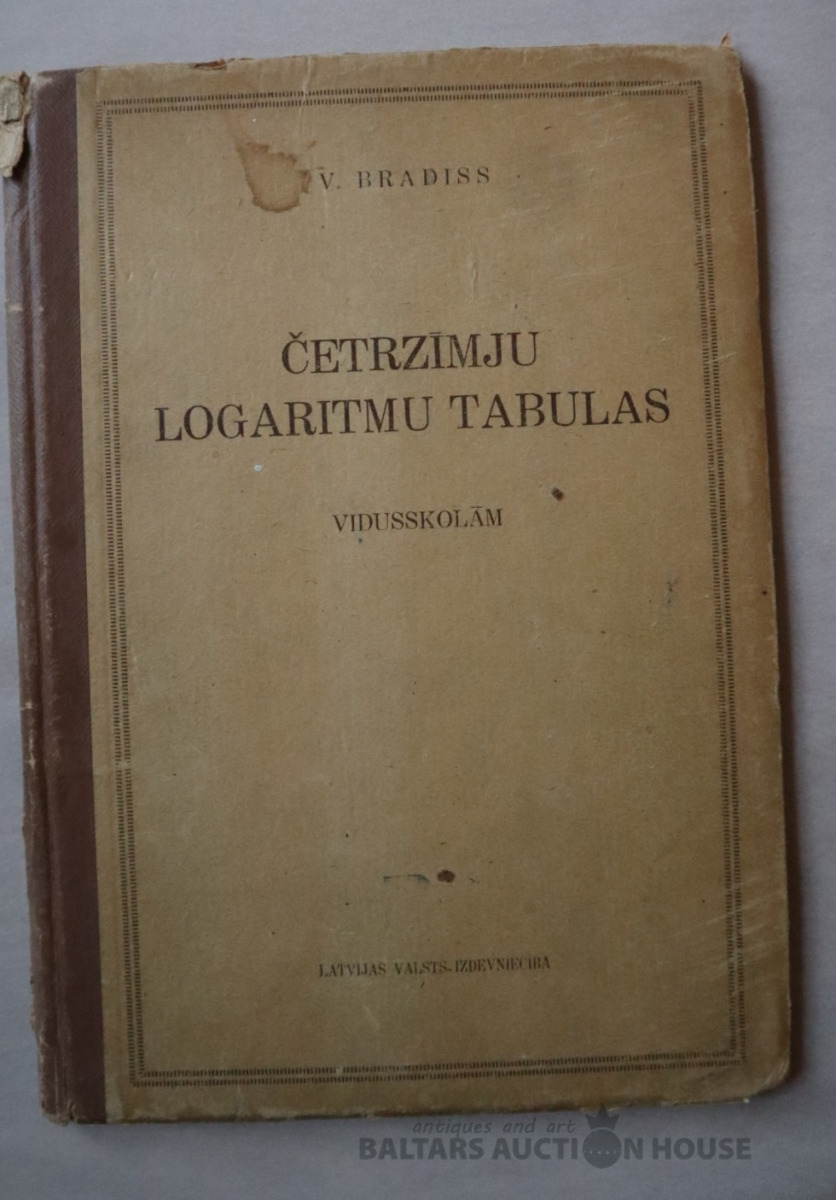 V. BRADISS
ČETRZĪMJU
LOGARITMU TABULAS
VIDUSSKOLĀM
LATVIJAS VALSTS-IZDEVNIECĪBA
antiques and art
BALTARS AUCTION HOUSE